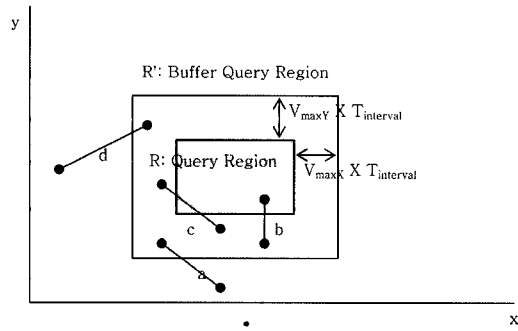 y
R': Buffer Query Region
VmaxY X Tinterval
R: Query Region
VmaxX X Tinterval
d
c
b
a
x